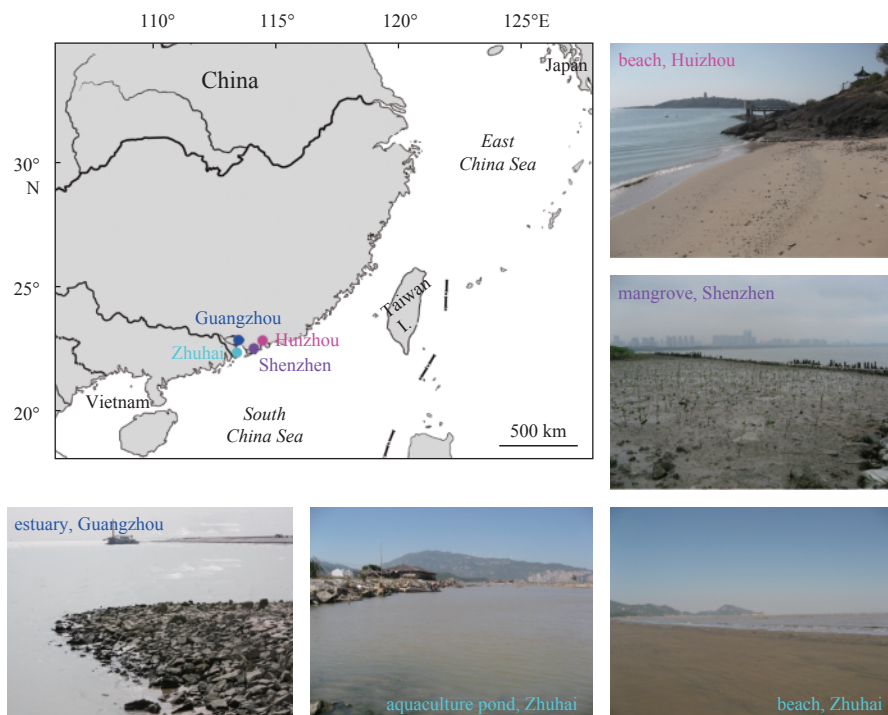 110°
115°
120°
125°E
China
Japan
beach, Huizhou
East
China Sea
30°
N
25°
Taiwan
I.
mangrove, Shenzhen
Guangzhou
Huizhou
Zhuhai
Shenzhen
Vietnam
20°
South
China Sea
500 km
estuary, Guangzhou
aquaculture pond, Zhuhai
beach, Zhuhai